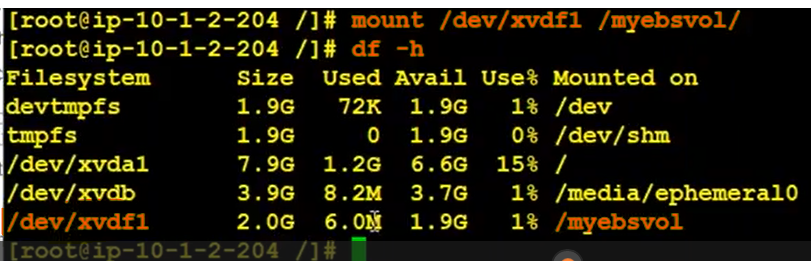 [root@ip-10-1-2-204 /]# mount /dev/xvdf1 /myebsvol/
[root@ip-10-1-2-204 /]# df -h
Filesystem Size Used Avail Use% Mounted on
devtmpfs 1.9G 72K 1.9G 1% /dev
tmpfs 1.9G 0 1.9G 0% /dev/shm
/dev/xvda1 7.9G 1.2G 6.6G 15% /
/dev/xvdb 3.9G 8.2M 3.7G 1% /media/ephemeral0
/dev/xvdf1 2.0G 6.0M 1.9G 1% /myebsvol
[root@ip-10-1-2-204 /]#